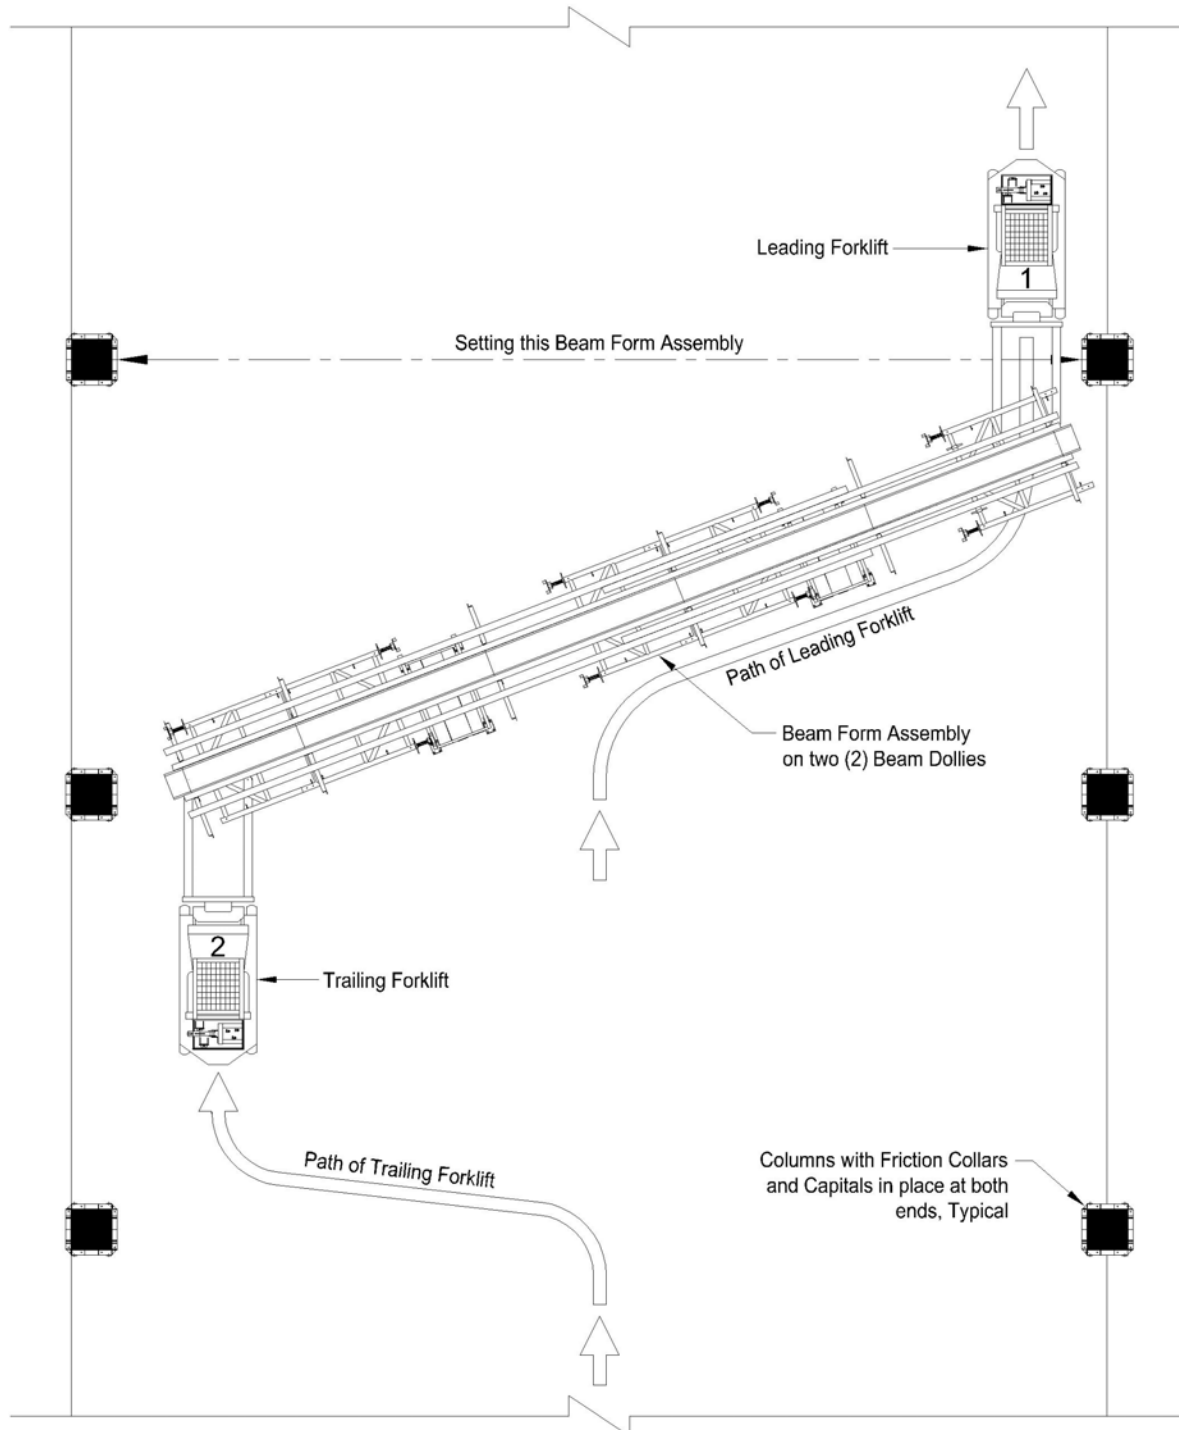 Leading Forklift
1
Setting this Beam Form Assembly
Path of Leading Forklift
Beam Form Assembly
on two (2) Beam Dollies
2
Trailing Forklift
Path of Trailing Forklift
Columns with Friction Collars
and Capitals in place at both
ends, Typical